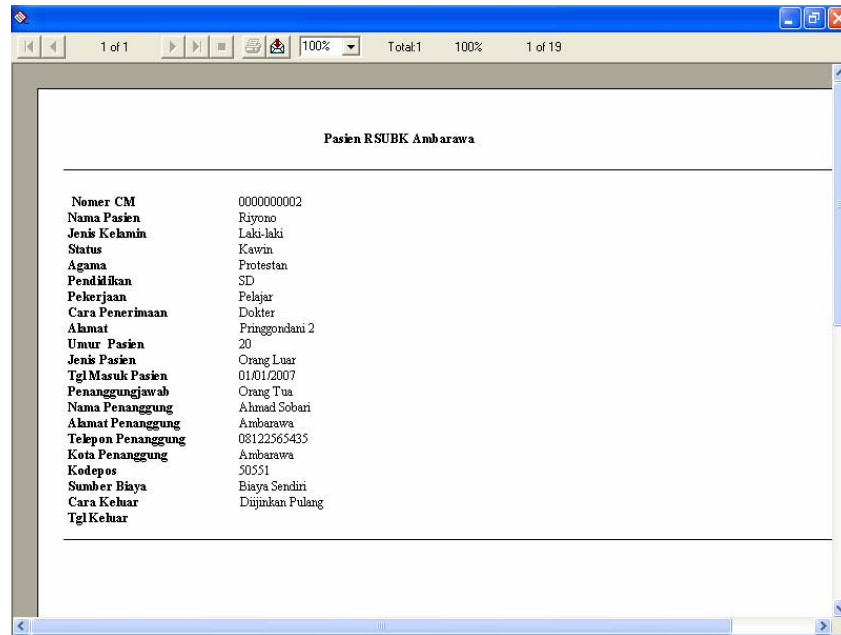 1 of 1 100% Total:1 100% 1 of 19
Pasien RSUBK Ambarawa
Nomer CM 0000000002
Nama Pasien Riyono
Jenis Kelamin Laki-laki
Status Kawin
Agama Protestan
Pendidikan SD
Pekerjaan Pelajar
Cara Penerimaan Dokter
Alamat Pringgondani 2
Umur Pasien 20
Jenis Pasien Orang Luar
Tgl Masuk Pasien 01/01/2007
Penanggungjawab Orang Tua
Nama Penanggung Ahmad Sobari
Alamat Penanggung Ambarawa
Telepon Penanggung 08122565435
Kota Penanggung Ambarawa
Kodepos 50551
Sumber Biaya Biaya Sendiri
Cara Keluar Diijinkan Pulang
Tgl Keluar